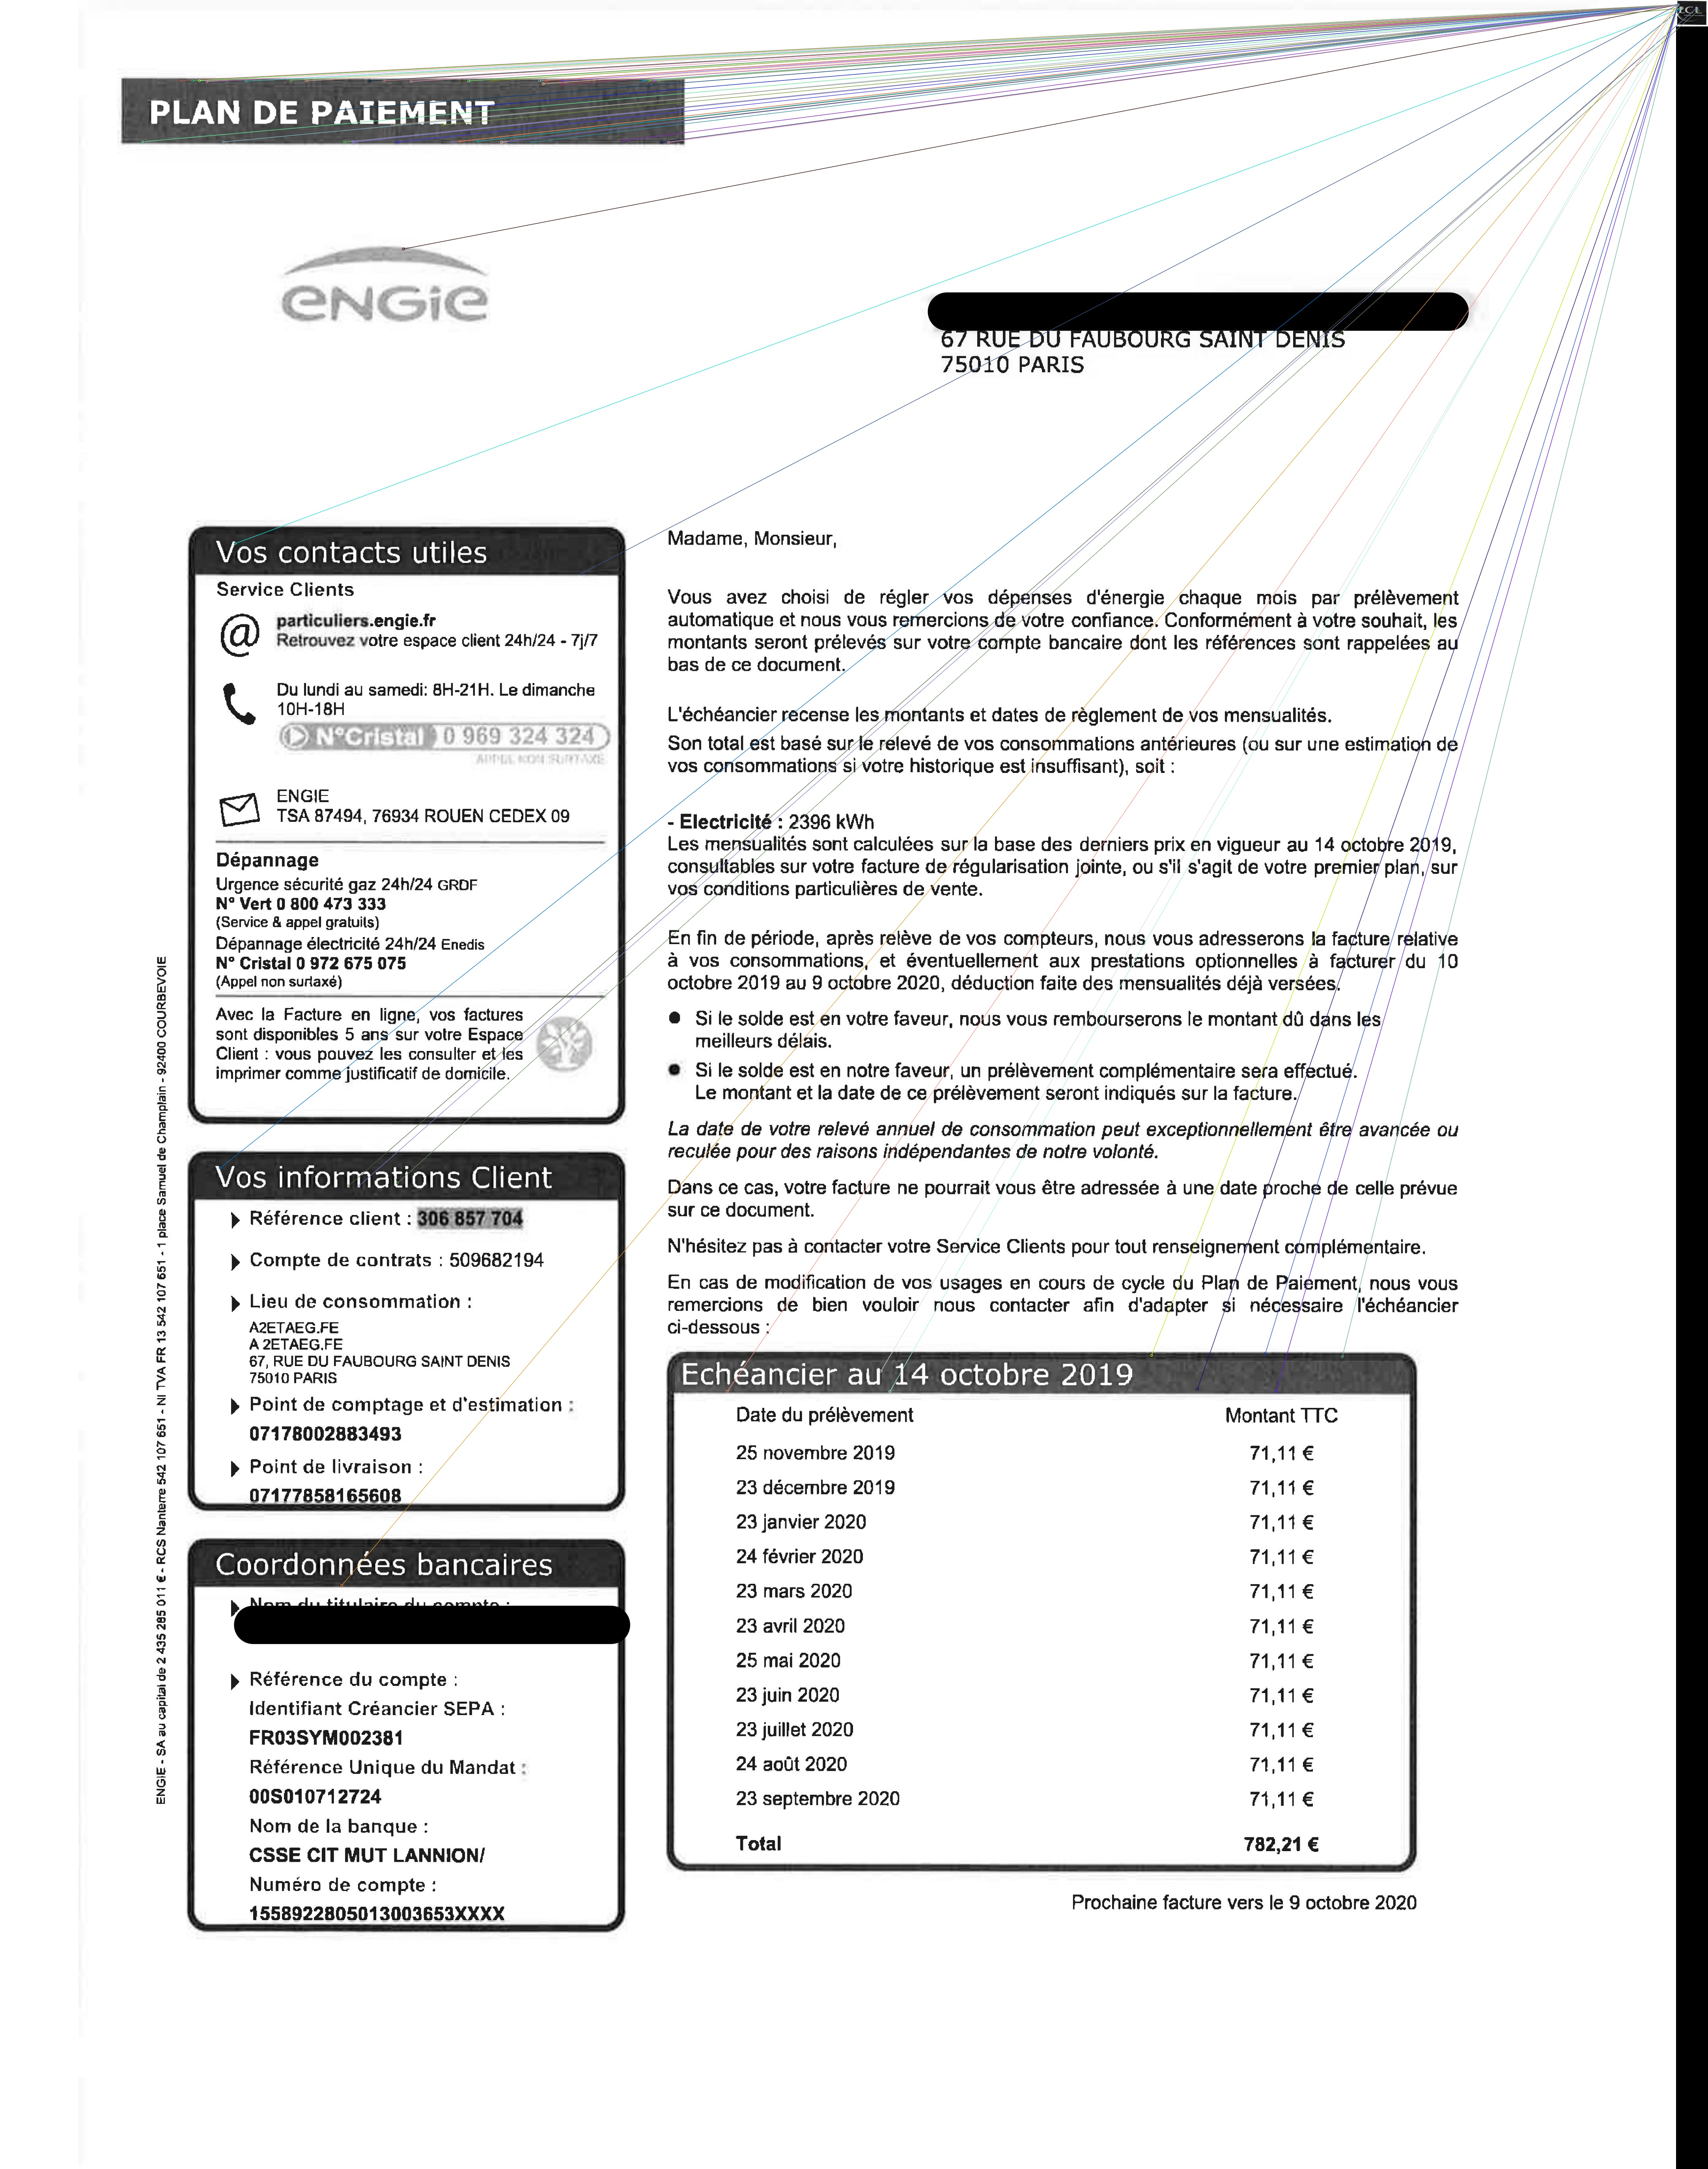 PLAN DE PAIEMENT
ENGIE
67 RUE DU FAUBOURG SAINT DENIS
75010 PARIS
Vos contacts utiles
Service Clients
particuliers.engie.fr
Retrouvez votre espace client 24h/24 - 7j/7
Du lundi au samedi: 8H-21H. Le dimanche
10H-18H
N°Cristal 0 969 324 324
APPEL NON SURTAXE
ENGIE
TSA 87494, 76934 ROUEN CEDEX 09
Dépannage
Urgence sécurité gaz 24h/24 GRDF
N° Vert 0 800 473 333
(Service & appel gratuits)
Dépannage électricité 24h/24 Enedis
N° Cristal 0 972 675 075
(Appel non surtaxé)
Avec la Facture en ligne, vos factures
sont disponibles 5 ans sur votre Espace
Client : vous pouvez les consulter et les
imprimer comme justificatif de domicile.
Vos informations Client
Référence client : 306 857 704
Compte de contrats : 509682194
Lieu de consommation :
A2ETAEG.FE
A 2ETAEG.FE
67, RUE DU FAUBOURG SAINT DENIS
75010 PARIS
Point de comptage et d'estimation :
07178002883493
Point de livraison :
07177858165608
Coordonnées bancaires
Nom du titulaire du compte :
Référence du compte :
Identifiant Créancier SEPA :
FR03SYM002381
Référence Unique du Mandat :
00S010712724
Nom de la banque :
CSSE CIT MUT LANNION/
Numéro de compte :
1558922805013003653XXXX
ENGIE - SA au capital de 2 435 285 011 € - RCS Nanterre 542 107 651 - NI TVA FR 13 542 107 651 - 1 place Samuel de Champlain - 92400 COURBEVOIE
Madame, Monsieur,
Vous avez choisi de régler vos dépenses d'énergie chaque mois par prélèvement
automatique et nous vous remercions de votre confiance. Conformément à votre souhait, les
montants seront prélevés sur votre compte bancaire dont les références sont rappelées au
bas de ce document.
L'échéancier recense les montants et dates de règlement de vos mensualités.
Son total est basé sur le relevé de vos consommations antérieures (ou sur une estimation de
vos consommations si votre historique est insuffisant), soit :
- Electricité : 2396 kWh
Les mensualités sont calculées sur la base des derniers prix en vigueur au 14 octobre 2019,
consultables sur votre facture de régularisation jointe, ou s'il s'agit de votre premier plan, sur
vos conditions particulières de vente.
En fin de période, après relève de vos compteurs, nous vous adresserons la facture relative
à vos consommations, et éventuellement aux prestations optionnelles à facturer du 10
octobre 2019 au 9 octobre 2020, déduction faite des mensualités déjà versées.
● Si le solde est en votre faveur, nous vous rembourserons le montant dû dans les
meilleurs délais.
● Si le solde est en notre faveur, un prélèvement complémentaire sera effectué.
Le montant et la date de ce prélèvement seront indiqués sur la facture.
La date de votre relevé annuel de consommation peut exceptionnellement être avancée ou
reculée pour des raisons indépendantes de notre volonté.
Dans ce cas, votre facture ne pourrait vous être adressée à une date proche de celle prévue
sur ce document.
N'hésitez pas à contacter votre Service Clients pour tout renseignement complémentaire.
En cas de modification de vos usages en cours de cycle du Plan de Paiement, nous vous
remercions de bien vouloir nous contacter afin d'adapter si nécessaire l'échéancier
ci-dessous :
Echéancier au 14 octobre 2019
Date du prélèvement Montant TTC
25 novembre 2019 71,11 €
23 décembre 2019 71,11 €
23 janvier 2020 71,11 €
24 février 2020 71,11 €
23 mars 2020 71,11 €
23 avril 2020 71,11 €
25 mai 2020 71,11 €
23 juin 2020 71,11 €
23 juillet 2020 71,11 €
24 août 2020 71,11 €
23 septembre 2020 71,11 €
Total 782,21 €
Prochaine facture vers le 9 octobre 2020